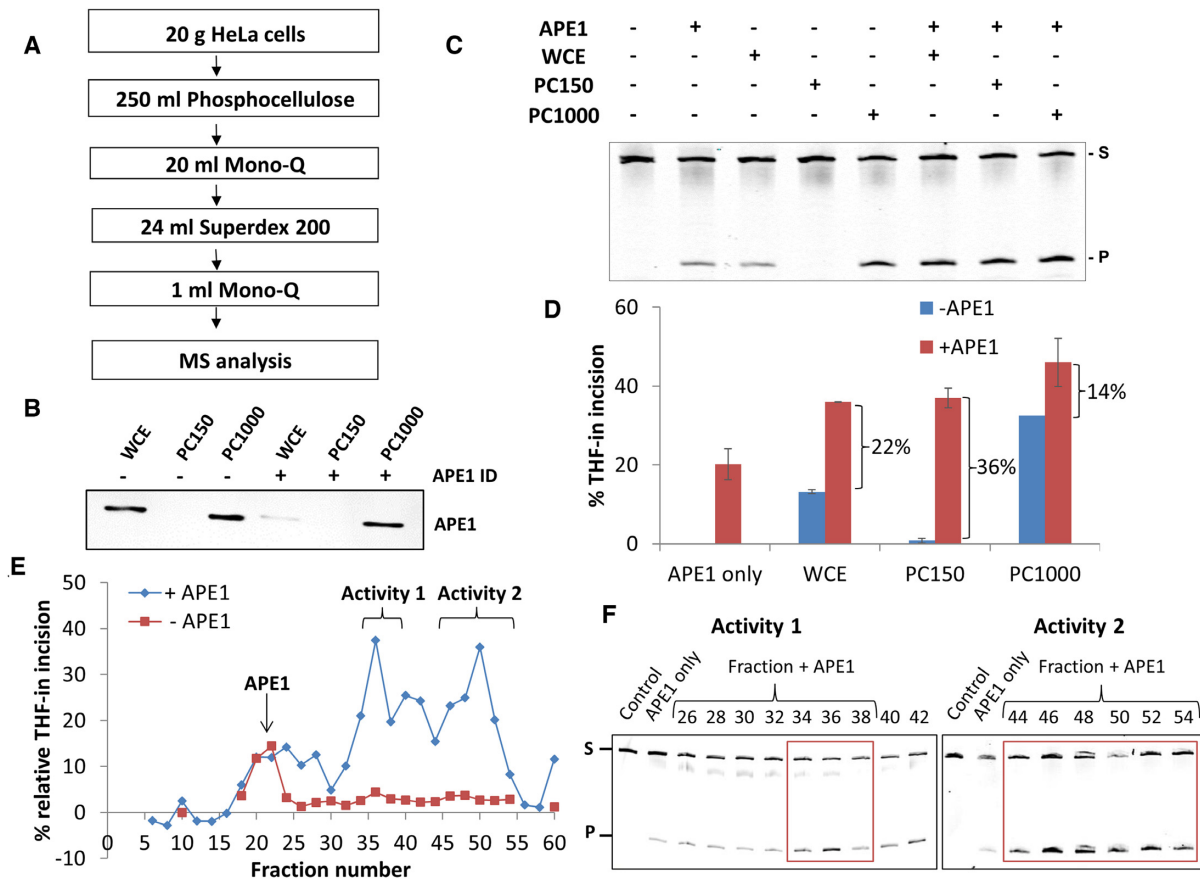 A
20 g HeLa cells
250 ml Phosphocellulose
20 ml Mono-Q
24 ml Superdex 200
1 ml Mono-Q
MS analysis
B
WCE PC150 PC1000 WCE PC150 PC1000
- - - + + + APE1 ID
APE1
C
APE1 - + - - - + + +
WCE - - + - - + - -
PC150 - - - + - - + -
PC1000 - - - - + - - +
- S
- P
D
60
40
20
0
% THF-in incision
-APE1
+APE1
22%
36%
14%
APE1 only WCE PC150 PC1000
E
50
40
30
20
10
0
-10
% relative THF-in incision
+ APE1
- APE1
APE1
Activity 1 Activity 2
0 5 10 15 20 25 30 35 40 45 50 55 60
Fraction number
F
Activity 1
Control APE1 only
Fraction + APE1
26 28 30 32 34 36 38 40 42
S
P
Activity 2
Control APE1 only
Fraction + APE1
44 46 48 50 52 54